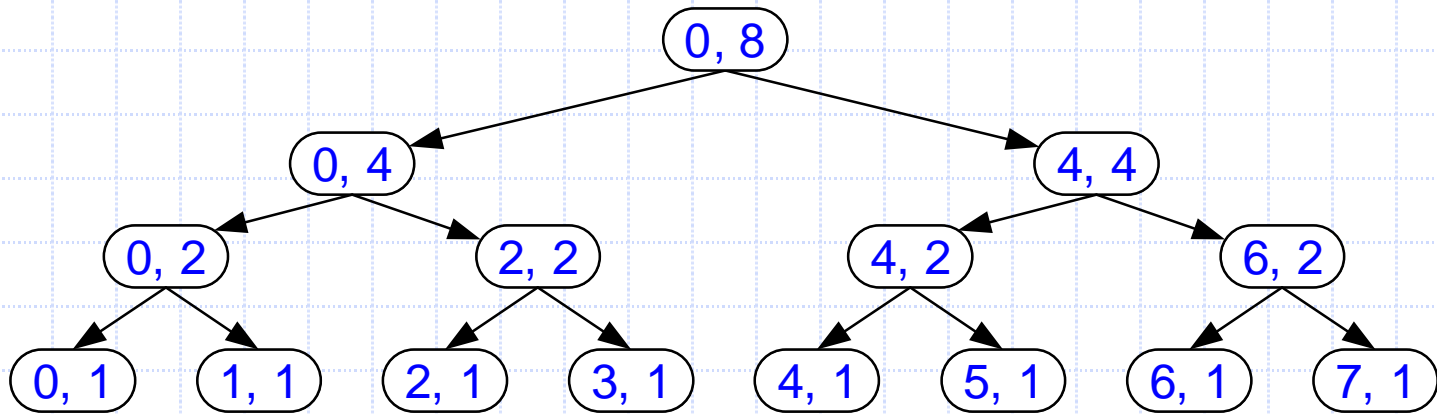 0, 8
0, 4 4, 4
0, 2 2, 2 4, 2 6, 2
0, 1 1, 1 2, 1 3, 1 4, 1 5, 1 6, 1 7, 1